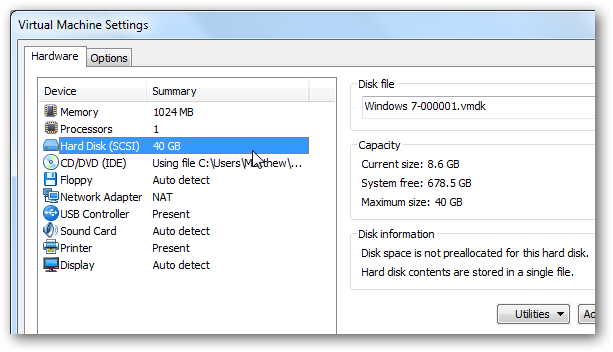 Virtual Machine Settings
Hardware Options
Device Summary
Memory 1024 MB
Processors 1
Hard Disk (SCSI) 40 GB
CD/DVD (IDE) Using file C:\Users\Matthew\...
Floppy Auto detect
Network Adapter NAT
USB Controller Present
Sound Card Auto detect
Printer Present
Display Auto detect
Disk file
Windows 7-000001.vmdk
Capacity
Current size: 8.6 GB
System free: 678.5 GB
Maximum size: 40 GB
Disk information
Disk space is not preallocated for this hard disk.
Hard disk contents are stored in a single file.
Utilities